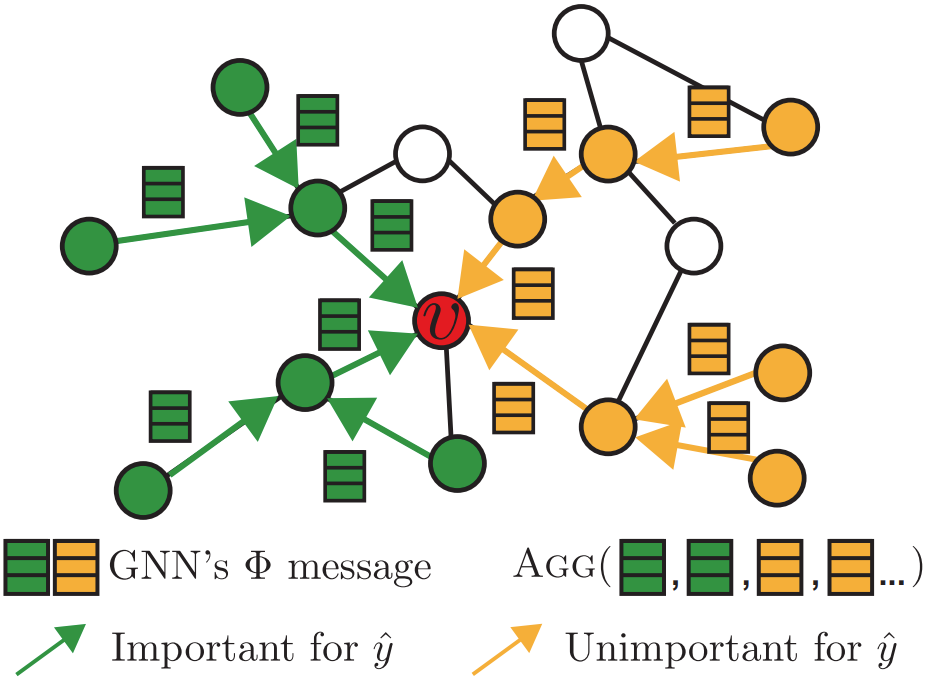 υ
GNN's Φ message
AGG( , , , ... )
Important for ŷ
Unimportant for ŷ